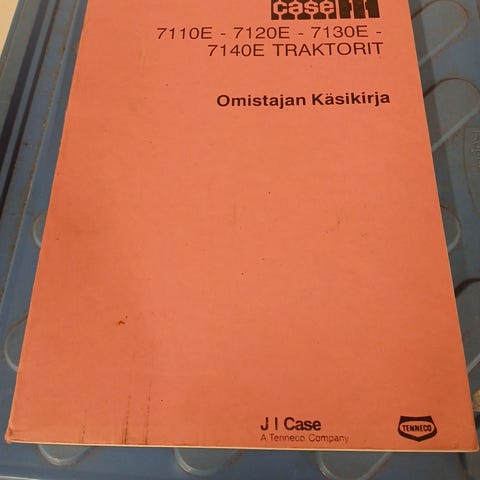 case
7110E - 7120E - 7130E -
7140E TRAKTORIT
Omistajan Käsikirja
J I Case
A Tenneco Company
TENNECO